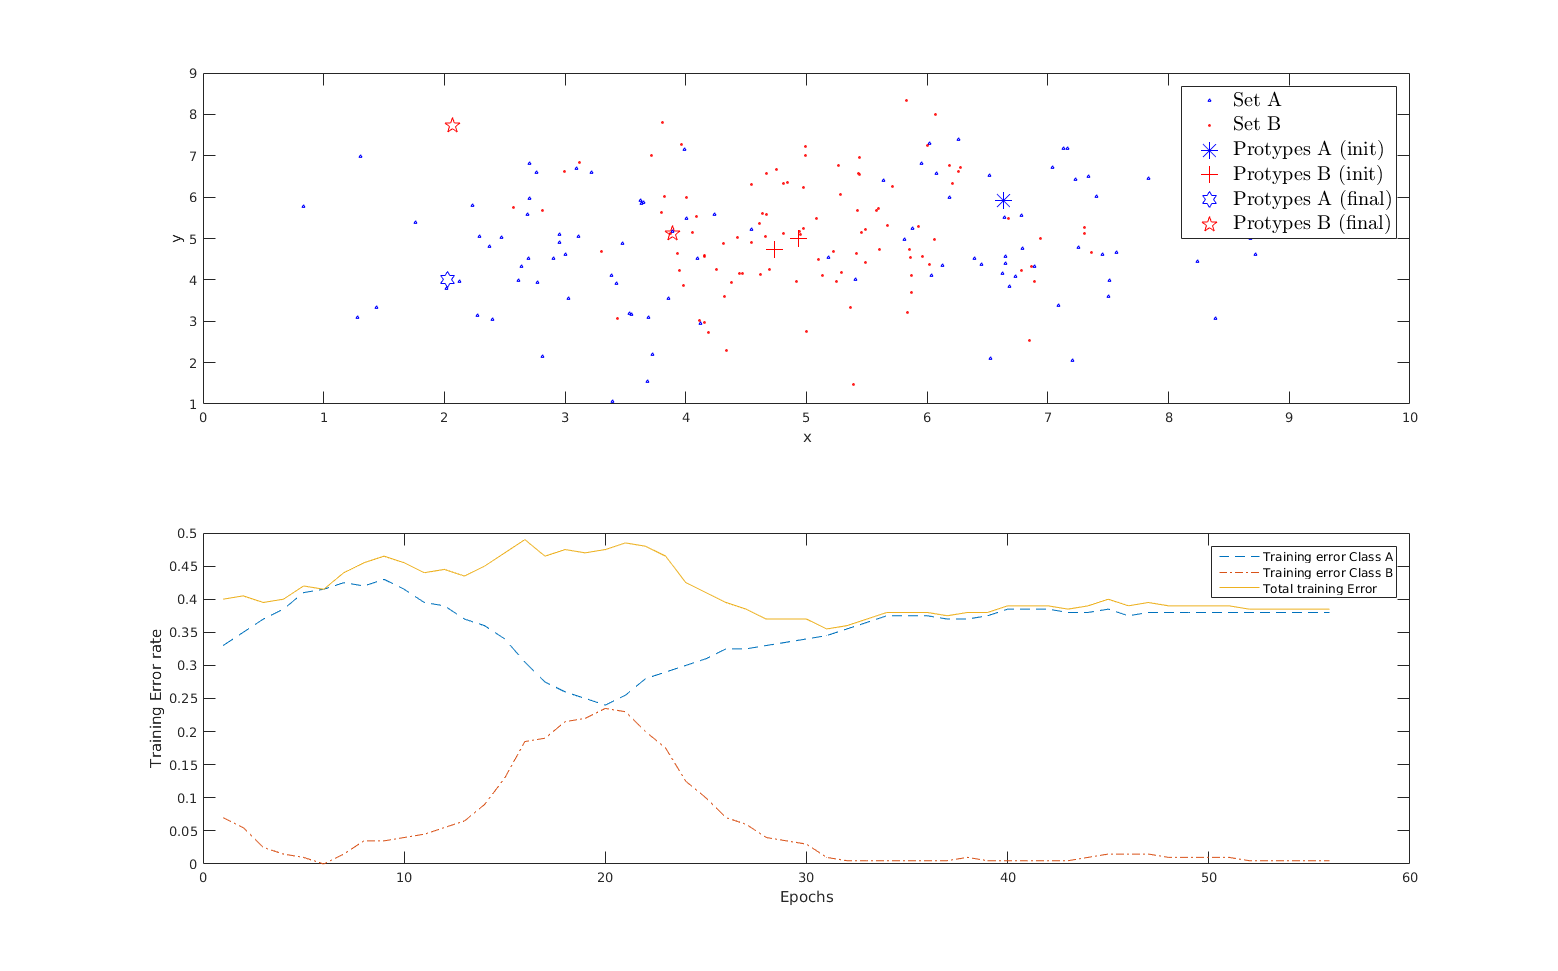 9
8
7
6
5
4
3
2
1
y
0 1 2 3 4 5 6 7 8 9 10
x
Set A
Set B
Protypes A (init)
Protypes B (init)
Protypes A (final)
Protypes B (final)
0.5
0.45
0.4
0.35
0.3
0.25
0.2
0.15
0.1
0.05
0
Training Error rate
0 10 20 30 40 50 60
Epochs
Training error Class A
Training error Class B
Total training Error